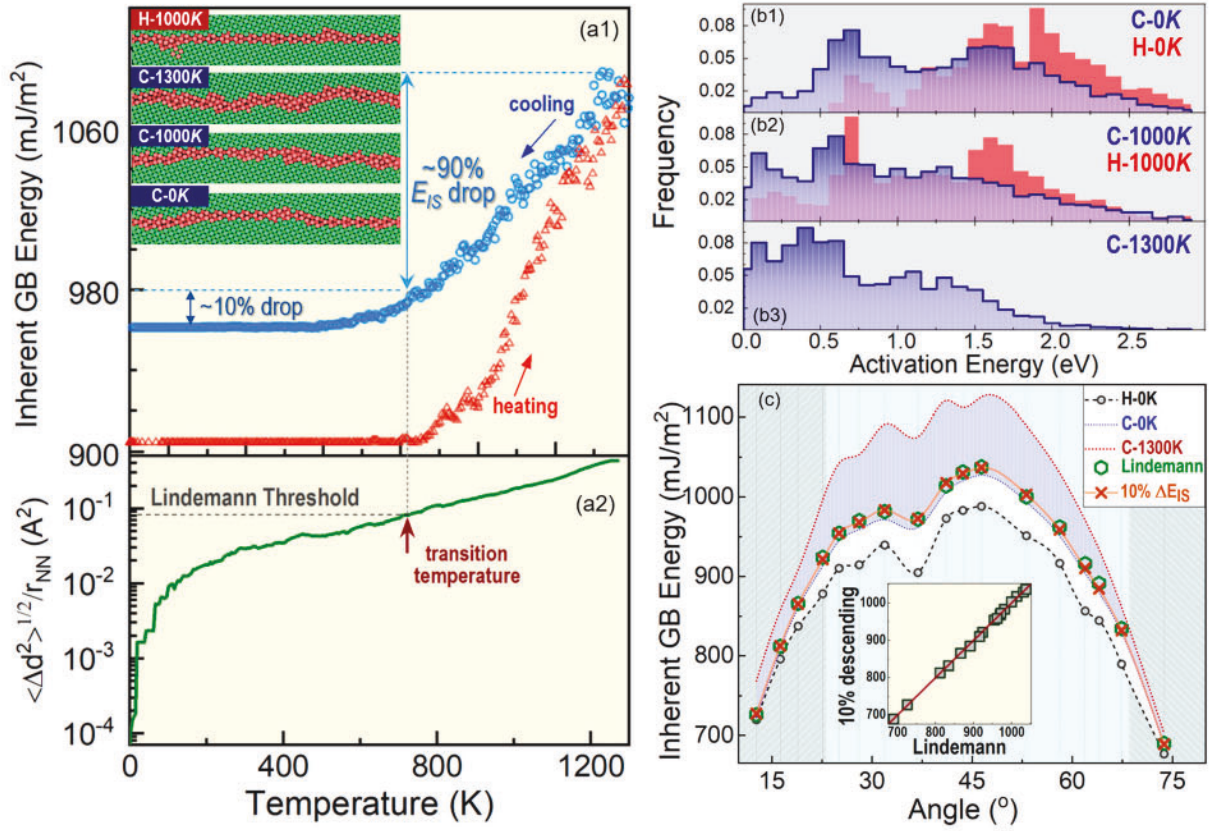 (a1)
H-1000K
C-1300K
C-1000K
C-0K
cooling
~90%
E_IS drop
~10% drop
heating
1060
980
900
Inherent GB Energy (mJ/m²)
(a2)
Lindemann Threshold
transition
temperature
10⁻¹
10⁻²
10⁻³
10⁻⁴
<Δd²>^1/2/r_NN (A²)
0
400
800
1200
Temperature (K)
(b1)
C-0K
H-0K
0.08
0.05
0.02
(b2)
C-1000K
H-1000K
0.08
0.05
0.02
C-1300K
0.08
0.05
0.02
(b3)
Frequency
0.0
0.5
1.0
1.5
2.0
2.5
Activation Energy (eV)
(c)
H-0K
C-0K
C-1300K
Lindemann
10% ΔE_IS
1100
1000
900
800
700
Inherent GB Energy (mJ/m²)
1000
900
800
700
10% descending
700
800
900
1000
Lindemann
15
30
45
60
75
Angle (°)